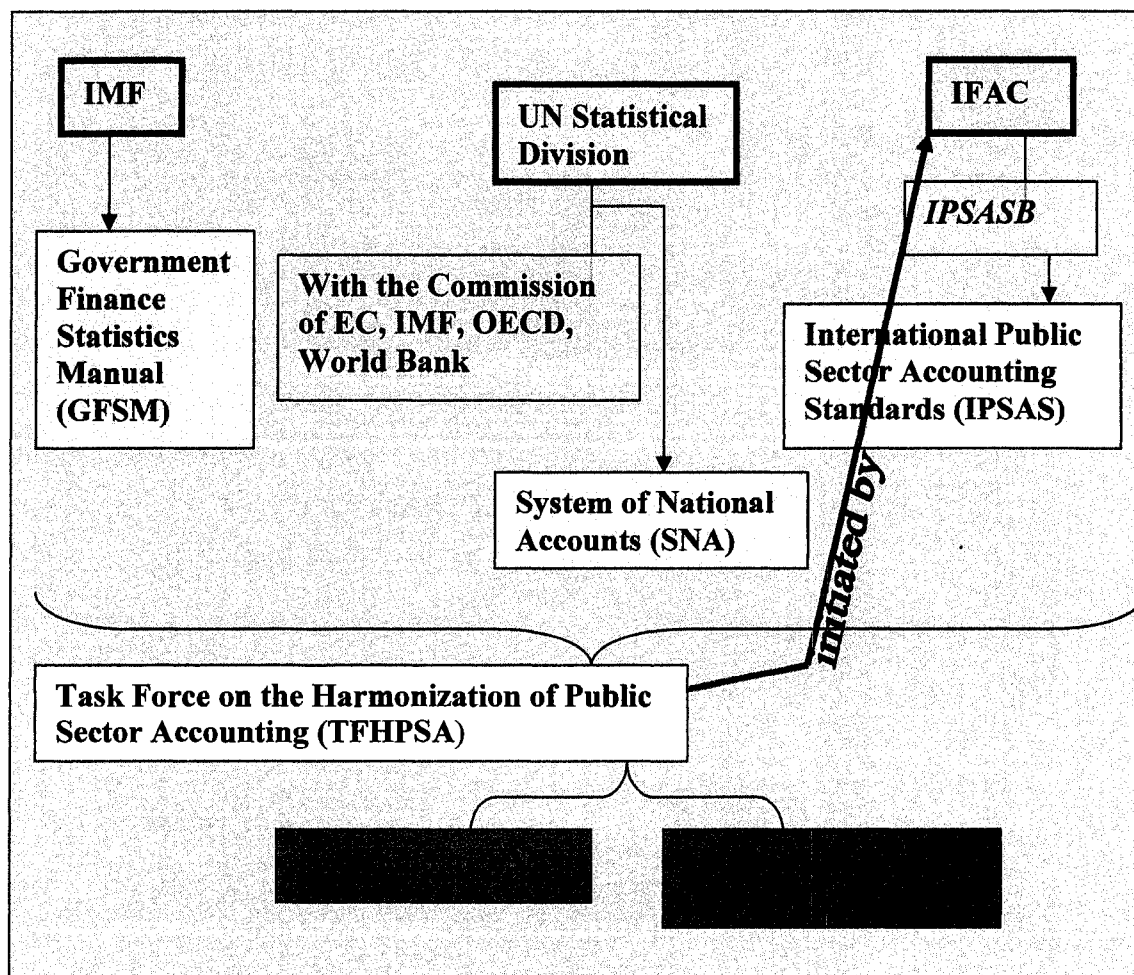 IMF
UN Statistical
Division
IFAC
IPSASB
Government
Finance
Statistics
Manual
(GFSM)
With the Commission
of EC, IMF, OECD,
World Bank
International Public
Sector Accounting
Standards (IPSAS)
System of National
Accounts (SNA)
initiated by
Task Force on the Harmonization of Public
Sector Accounting (TFHPSA)